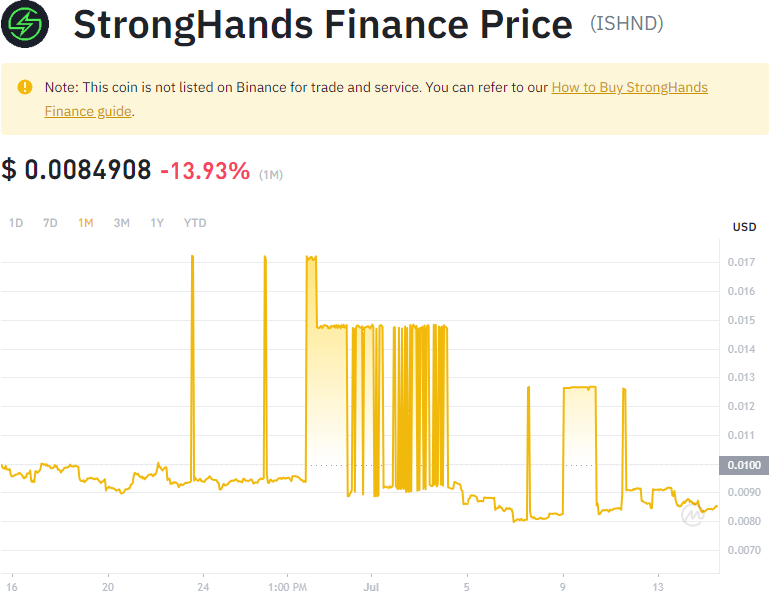 StrongHands Finance Price (ISHND)
Note: This coin is not listed on Binance for trade and service. You can refer to our How to Buy StrongHands
Finance guide.
$ 0.0084908 -13.93% (1M)
1D 7D 1M 3M 1Y YTD
USD
0.017
0.016
0.015
0.014
0.013
0.012
0.011
0.0100
0.0090
0.0080
0.0070
16 20 24 1:00 PM Jul 5 9 13